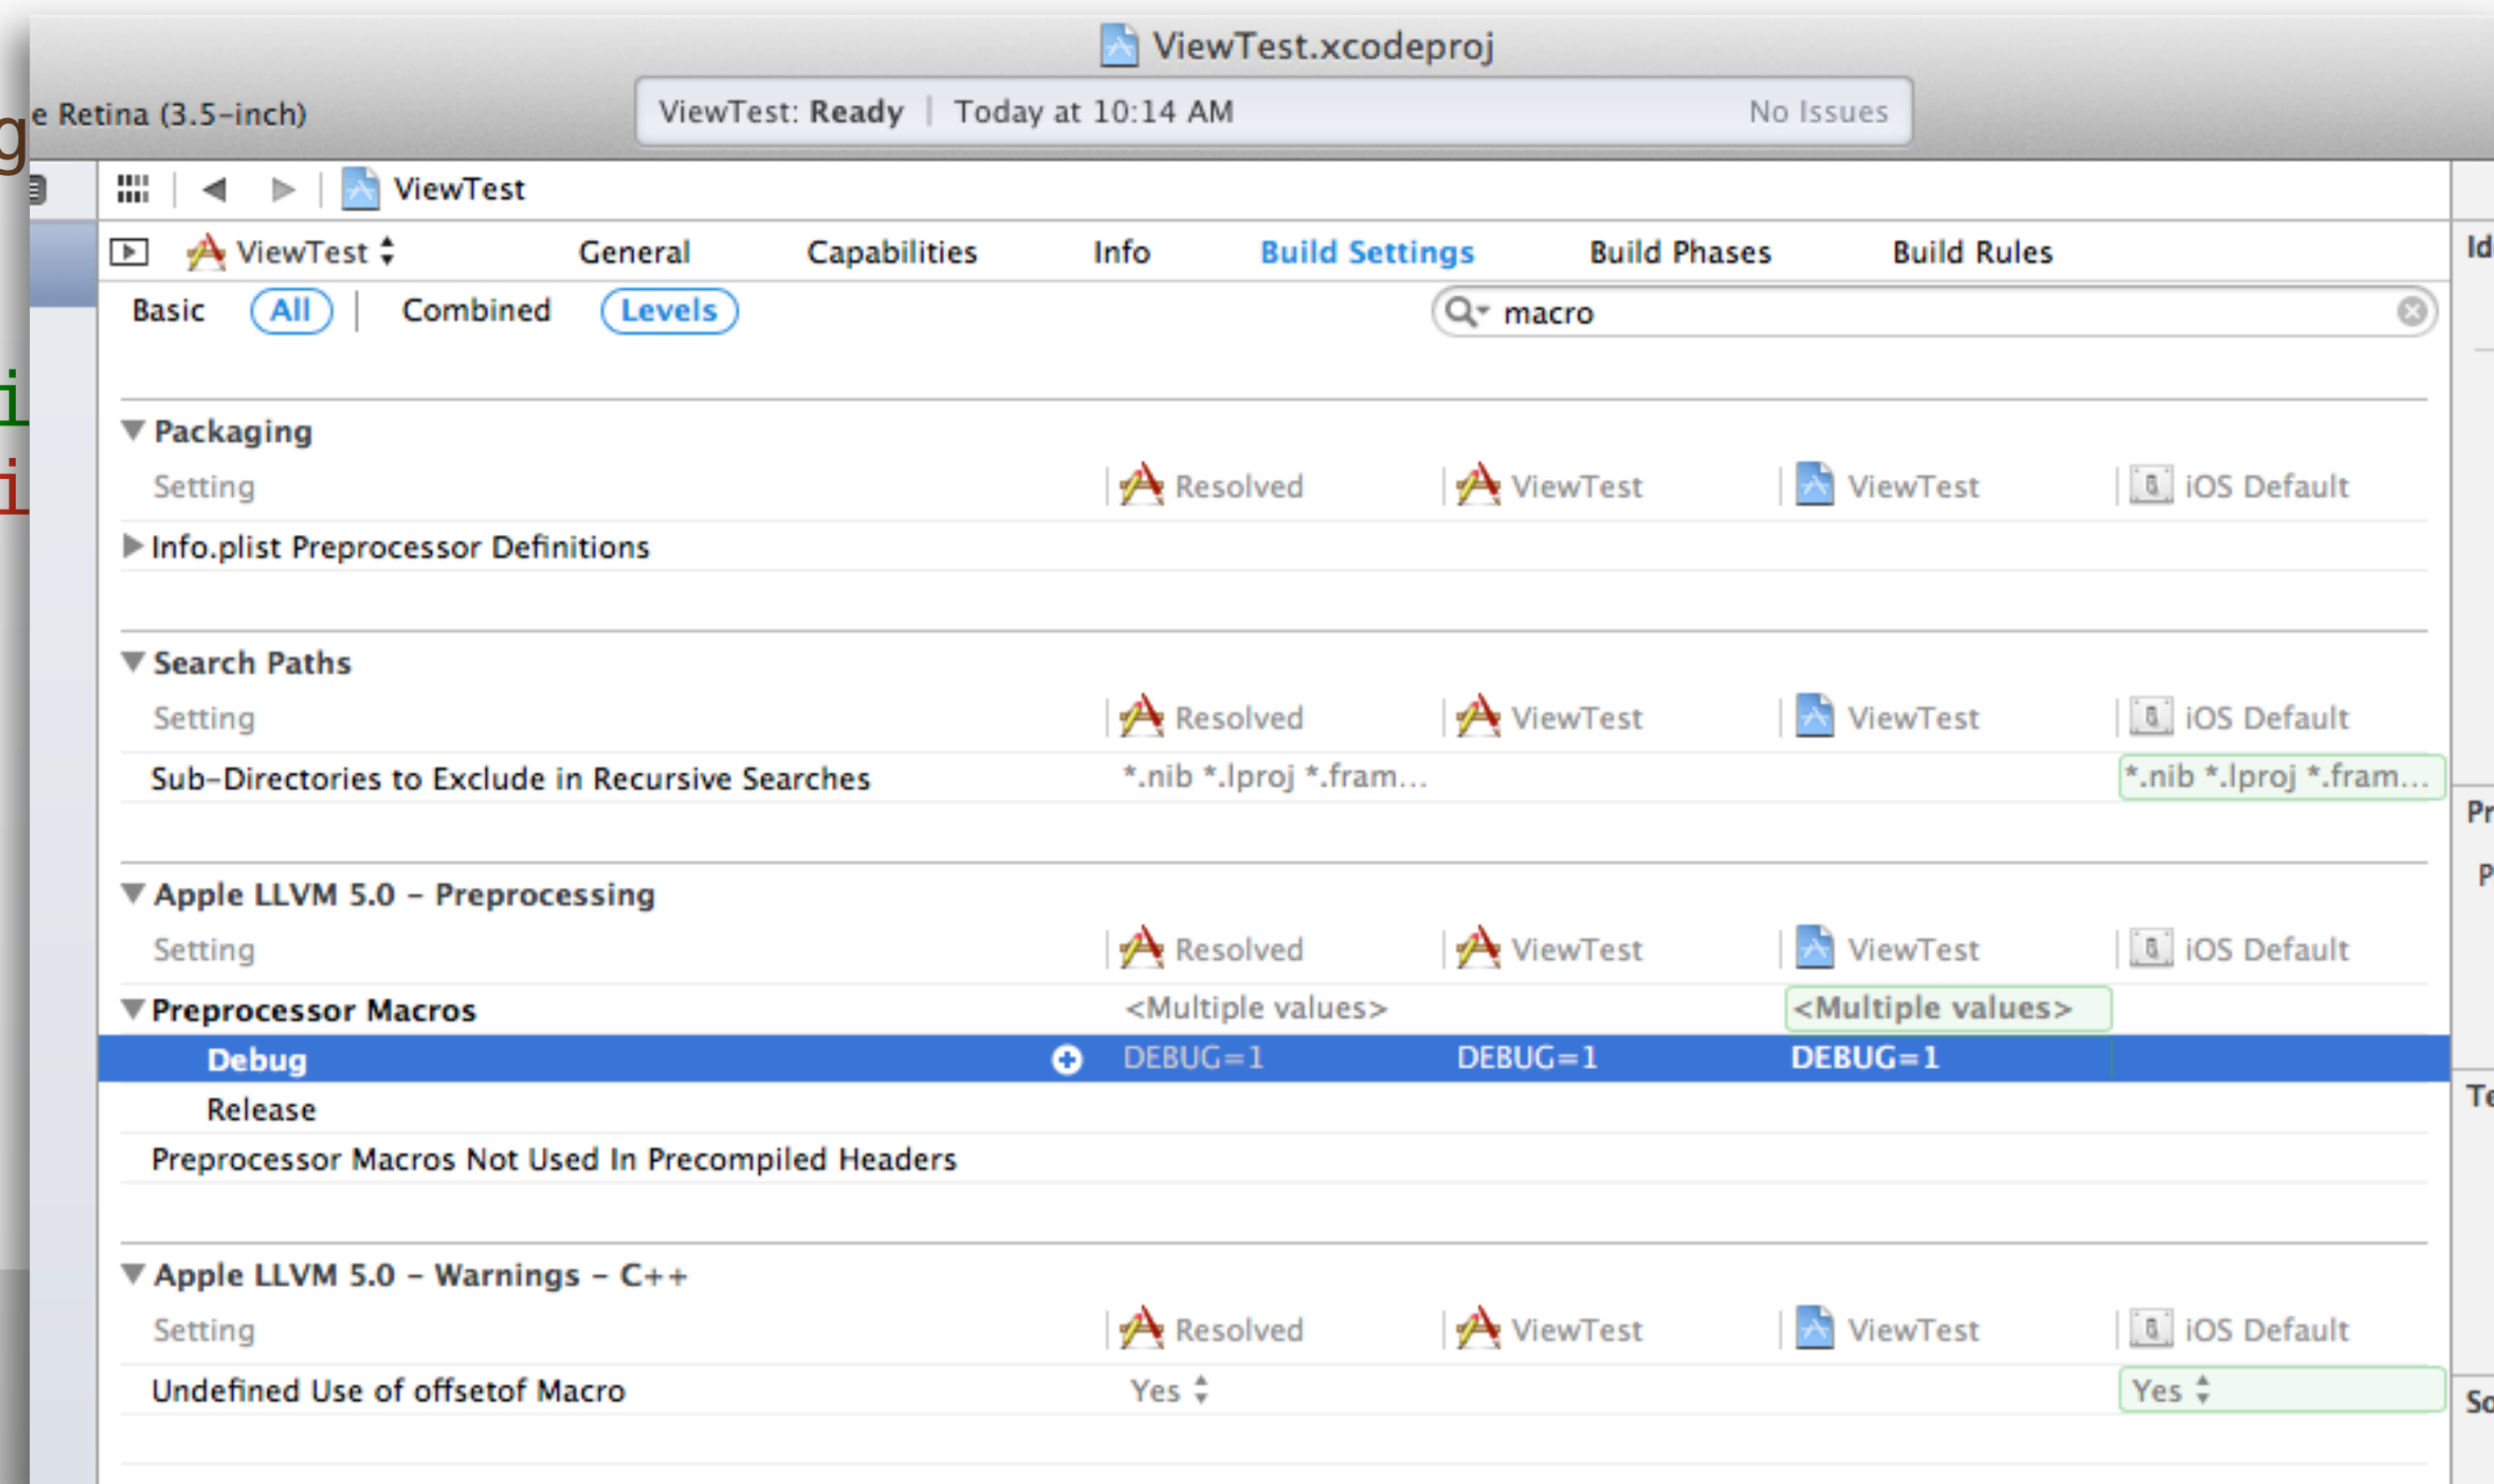 ViewTest.xcodeproj
e Retina (3.5-inch) ViewTest: Ready | Today at 10:14 AM No Issues
g
ViewTest
ViewTest General Capabilities Info Build Settings Build Phases Build Rules Id
Basic All | Combined Levels macro
i
Packaging
Setting Resolved ViewTest ViewTest iOS Default
i
Info.plist Preprocessor Definitions
Search Paths
Setting Resolved ViewTest ViewTest iOS Default
Sub-Directories to Exclude in Recursive Searches *.nib *.lproj *.fram... *.nib *.lproj *.fram...
Pr
Apple LLVM 5.0 - Preprocessing P
Setting Resolved ViewTest ViewTest iOS Default
Preprocessor Macros <Multiple values> <Multiple values>
Debug DEBUG=1 DEBUG=1 DEBUG=1
Release Te
Preprocessor Macros Not Used In Precompiled Headers
Apple LLVM 5.0 - Warnings - C++
Setting Resolved ViewTest ViewTest iOS Default
Undefined Use of offsetof Macro Yes Yes
So